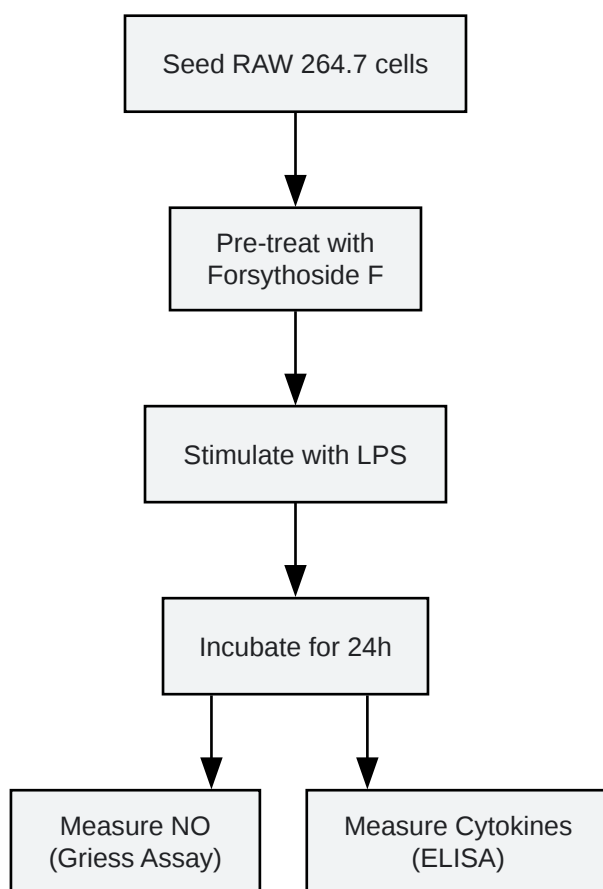 Seed RAW 264.7 cells
Pre-treat with
Forsythoside F
Stimulate with LPS
Incubate for 24h
Measure NO
(Griess Assay)
Measure Cytokines
(ELISA)